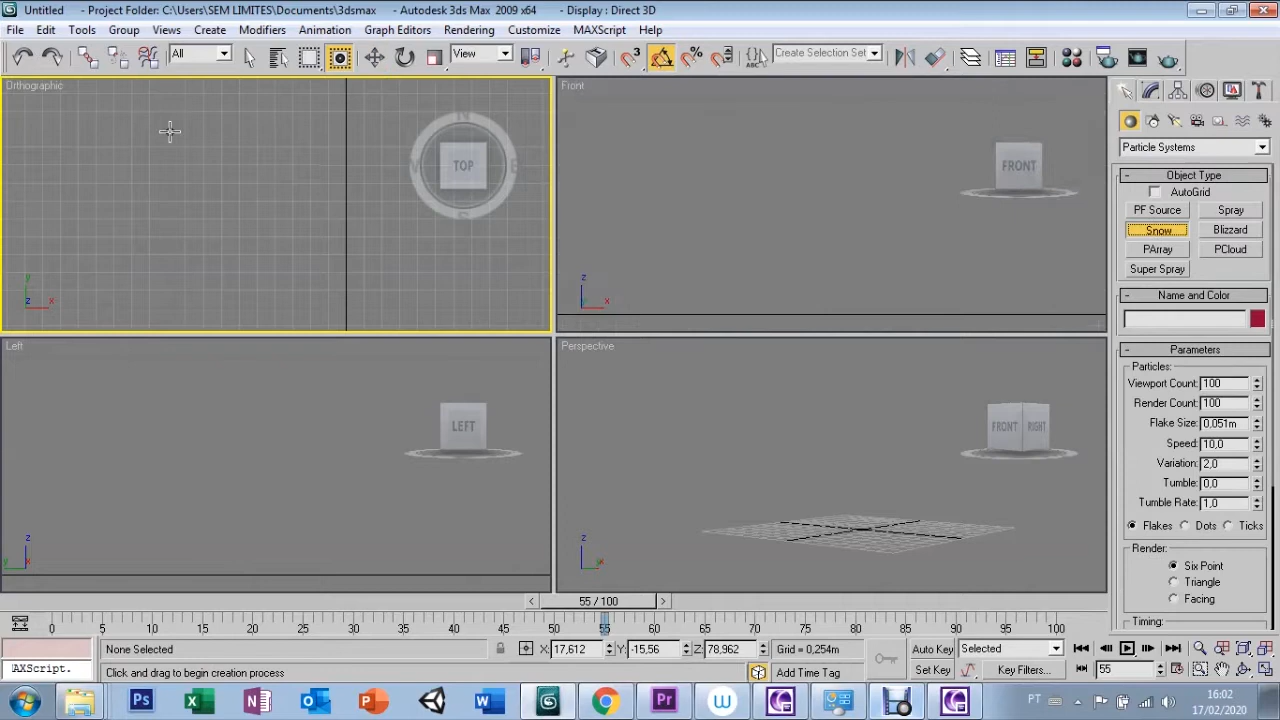 Untitled - Project Folder: C:\Users\SEM LIMITES\Documents\3dsmax - Autodesk 3ds Max 2009 x64 - Display : Direct 3D
File Edit Tools Group Views Create Modifiers Animation Graph Editors Rendering Customize MAXScript Help
All View Create Selection Set
Orthographic
TOP
y
z x
Front
FRONT
z
y x
Left
LEFT
z
y x
Perspective
FRONT RIGHT
z
Particle Systems
- Object Type
AutoGrid
PF Source Spray
Snow Blizzard
PArray PCloud
Super Spray
- Name and Color
- Parameters
Particles:
Viewport Count: 100
Render Count: 100
Flake Size: 0,051m
Speed: 10,0
Variation: 2,0
Tumble: 0,0
Tumble Rate: 1,0
Flakes Dots Ticks
Render:
Six Point
Triangle
Facing
Timing:
< 55 / 100 >
0 5 10 15 20 25 30 35 40 45 50 55 60 65 70 75 80 85 90 95 100
None Selected X: 17,612 Y: -15,56 Z: 78,962 Grid = 0,254m Auto Key Selected
AXScript. Click and drag to begin creation process Add Time Tag Set Key Key Filters... 55
Ps W Pr W PT 16:02
17/02/2020